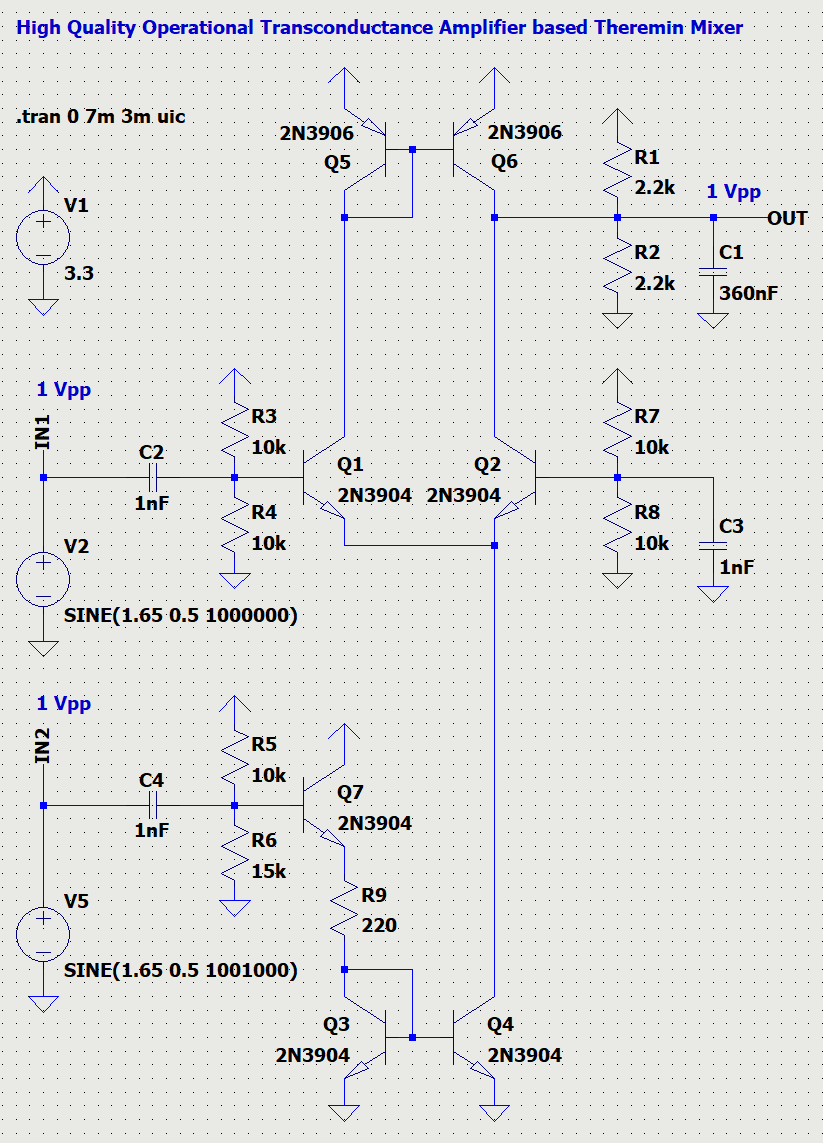 High Quality Operational Transconductance Amplifier based Theremin Mixer
.tran 0 7m 3m uic
2N3906
Q5
2N3906
Q6
R1
2.2k
1 Vpp
OUT
V1
3.3
R2
2.2k
C1
360nF
1 Vpp
IN1
C2
1nF
R3
10k
R4
10k
Q1
2N3904
Q2
2N3904
R7
10k
R8
10k
C3
1nF
V2
SINE(1.65 0.5 1000000)
1 Vpp
IN2
C4
1nF
R5
10k
R6
15k
Q7
2N3904
R9
220
V5
SINE(1.65 0.5 1001000)
Q3
2N3904
Q4
2N3904